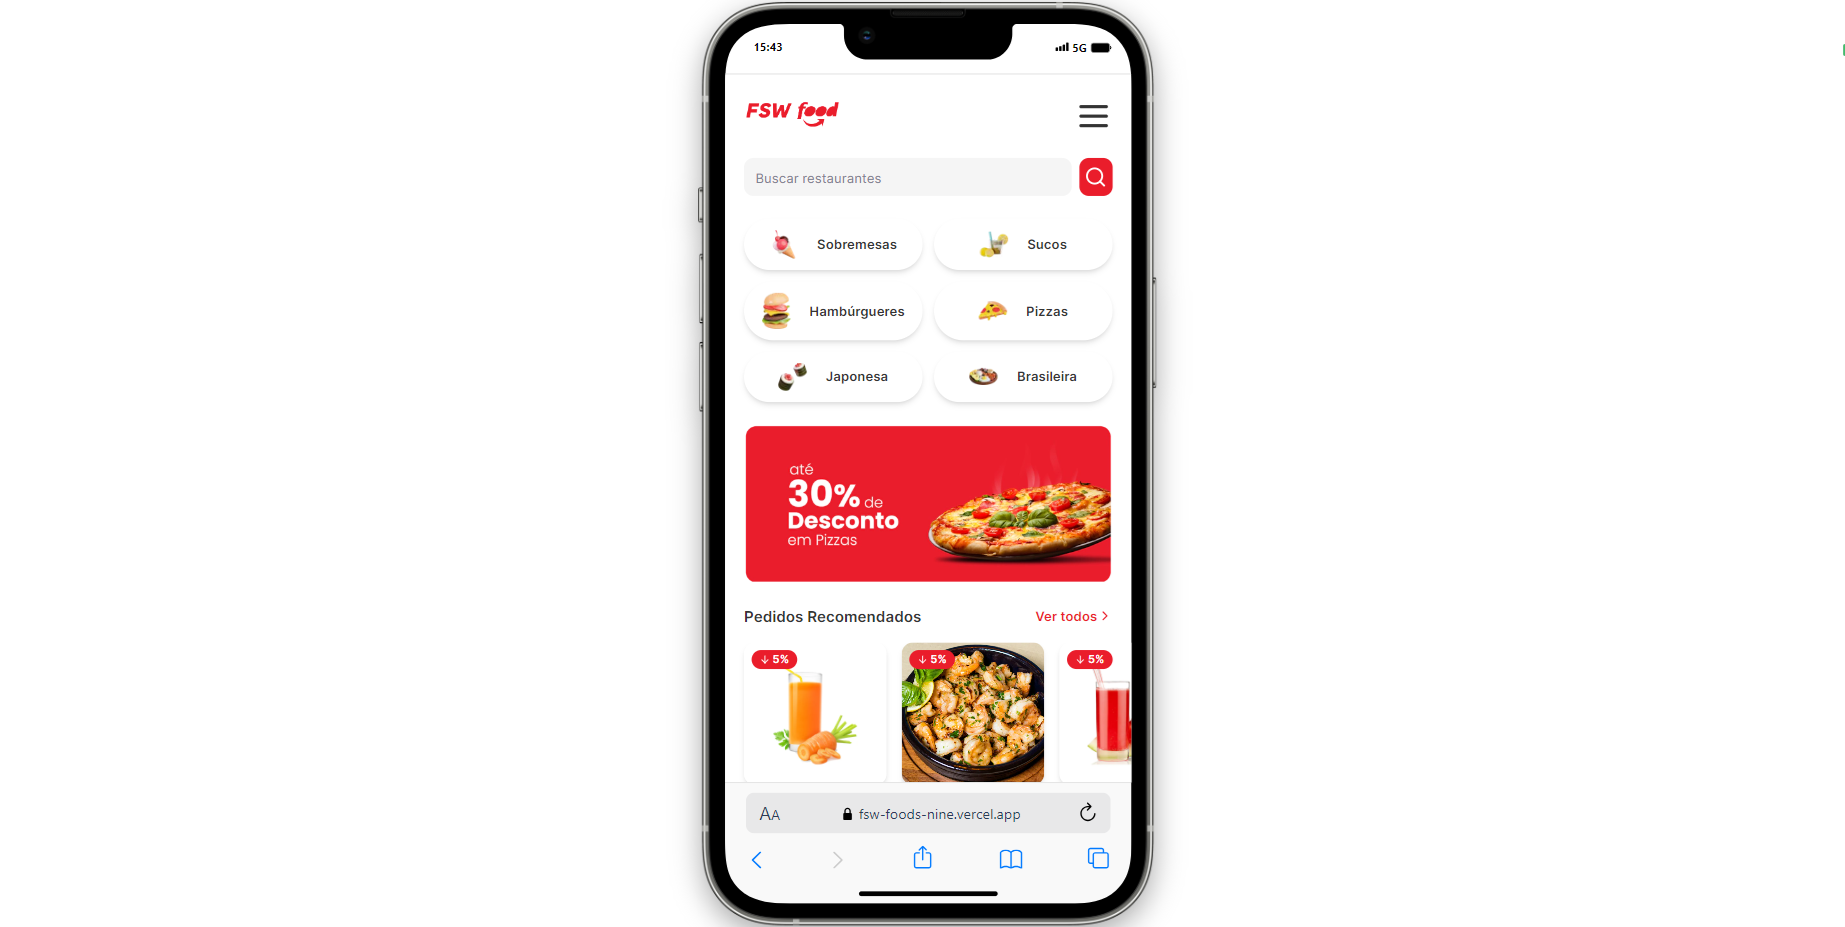 15:43
5G
FSW food
Buscar restaurantes
Sobremesas
Sucos
Hambúrgueres
Pizzas
Japonesa
Brasileira
até
30% de
Desconto
em Pizzas
Pedidos Recomendados
Ver todos
5%
5%
5%
AA
fsw-foods-nine.vercel.app